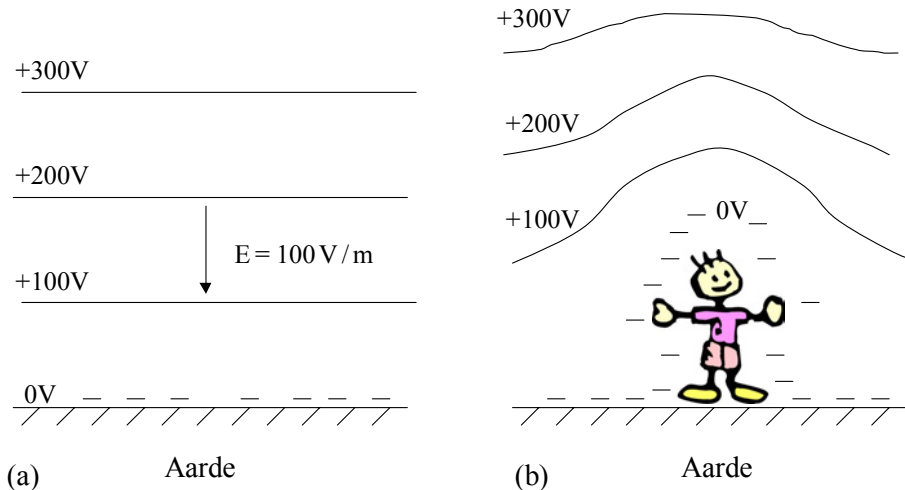 +300V
+200V
E = 100 V / m
+100V
0V
(a)
Aarde
+300V
+200V
0V
+100V
(b)
Aarde